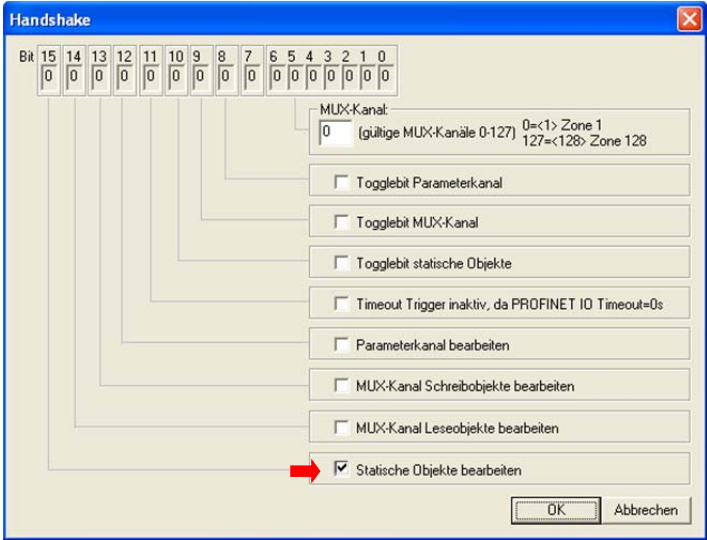 Handshake
Bit 15 14 13 12 11 10 9 8 7 6 5 4 3 2 1 0
0 0 0 0 0 0 0 0 0 0 0 0 0 0 0 0
MUX-Kanal:
0 (gültige MUX-Kanäle 0-127) 0=<1> Zone 1
127=<128> Zone 128
Togglebit Parameterkanal
Togglebit MUX-Kanal
Togglebit statische Objekte
Timeout Trigger inaktiv, da PROFINET IO Timeout=0s
Parameterkanal bearbeiten
MUX-Kanal Schreibobjekte bearbeiten
MUX-Kanal Leseobjekte bearbeiten
Statische Objekte bearbeiten
OK Abbrechen